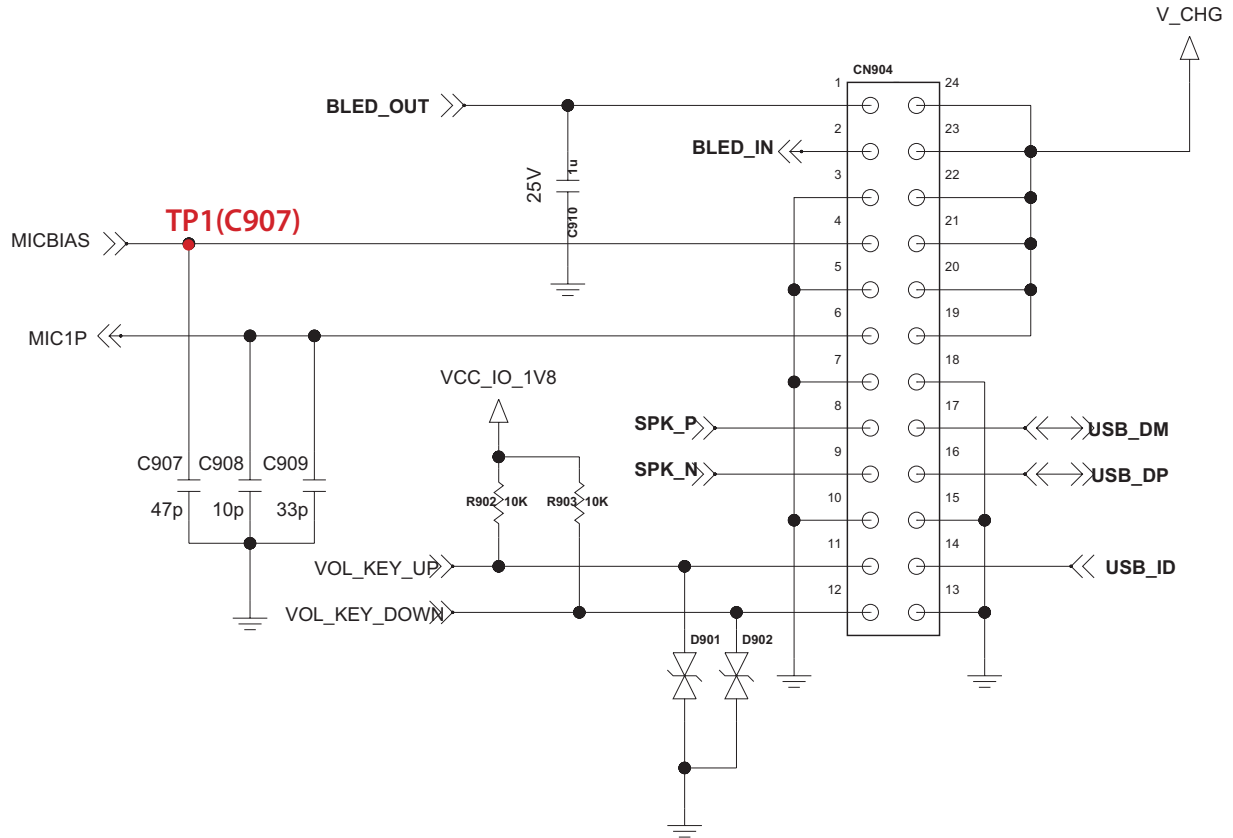 V_CHG
CN904
1
24
BLED_OUT
2
23
BLED_IN
25V
1u
C910
3
22
TP1(C907)
4
21
MICBIAS
5
20
6
19
MIC1P
7
18
VCC_IO_1V8
8
17
SPK_P
USB_DM
9
16
SPK_N
USB_DP
C907
C908
C909
47p
10p
33p
R902
10K
R903
10K
10
15
11
14
VOL_KEY_UP
USB_ID
12
13
VOL_KEY_DOWN
D901
D902